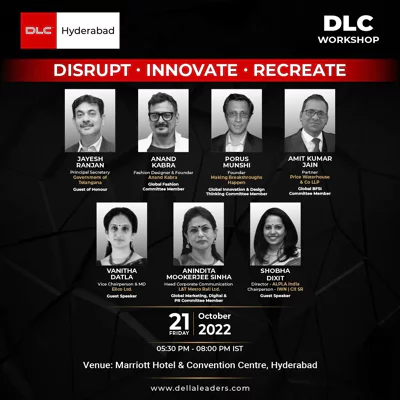 DLC Hyderabad
DLC
WORKSHOP
DISRUPT • INNOVATE • RECREATE
JAYESH
RANJAN
Principal Secretary
Government of
Telangana
Guest of Honour
ANAND
KABRA
Fashion Designer & Founder
Anand Kabra
Global Fashion
Committee Member
PORUS
MUNSHI
Founder
Making Breakthroughs
Happen
Global Innovation & Design
Thinking Committee Member
AMIT KUMAR
JAIN
Partner
Price Waterhouse
& Co LLP
Global BFSI
Committee Member
VANITHA
DATLA
Vice Chairperson & MD
Elico Ltd.
Guest Speaker
ANINDITA
MOOKERJEE SINHA
Head Corporate Communication
L&T Metro Rail Ltd.
Global Marketing, Digital &
PR Committee Member
SHOBHA
DIXIT
Director - ALPLA India
Chairperson - IWN | CII SR
Guest Speaker
21
FRIDAY
October
2022
05:30 PM - 08:00 PM IST
Venue: Marriott Hotel & Convention Centre, Hyderabad
www.dellaleaders.com